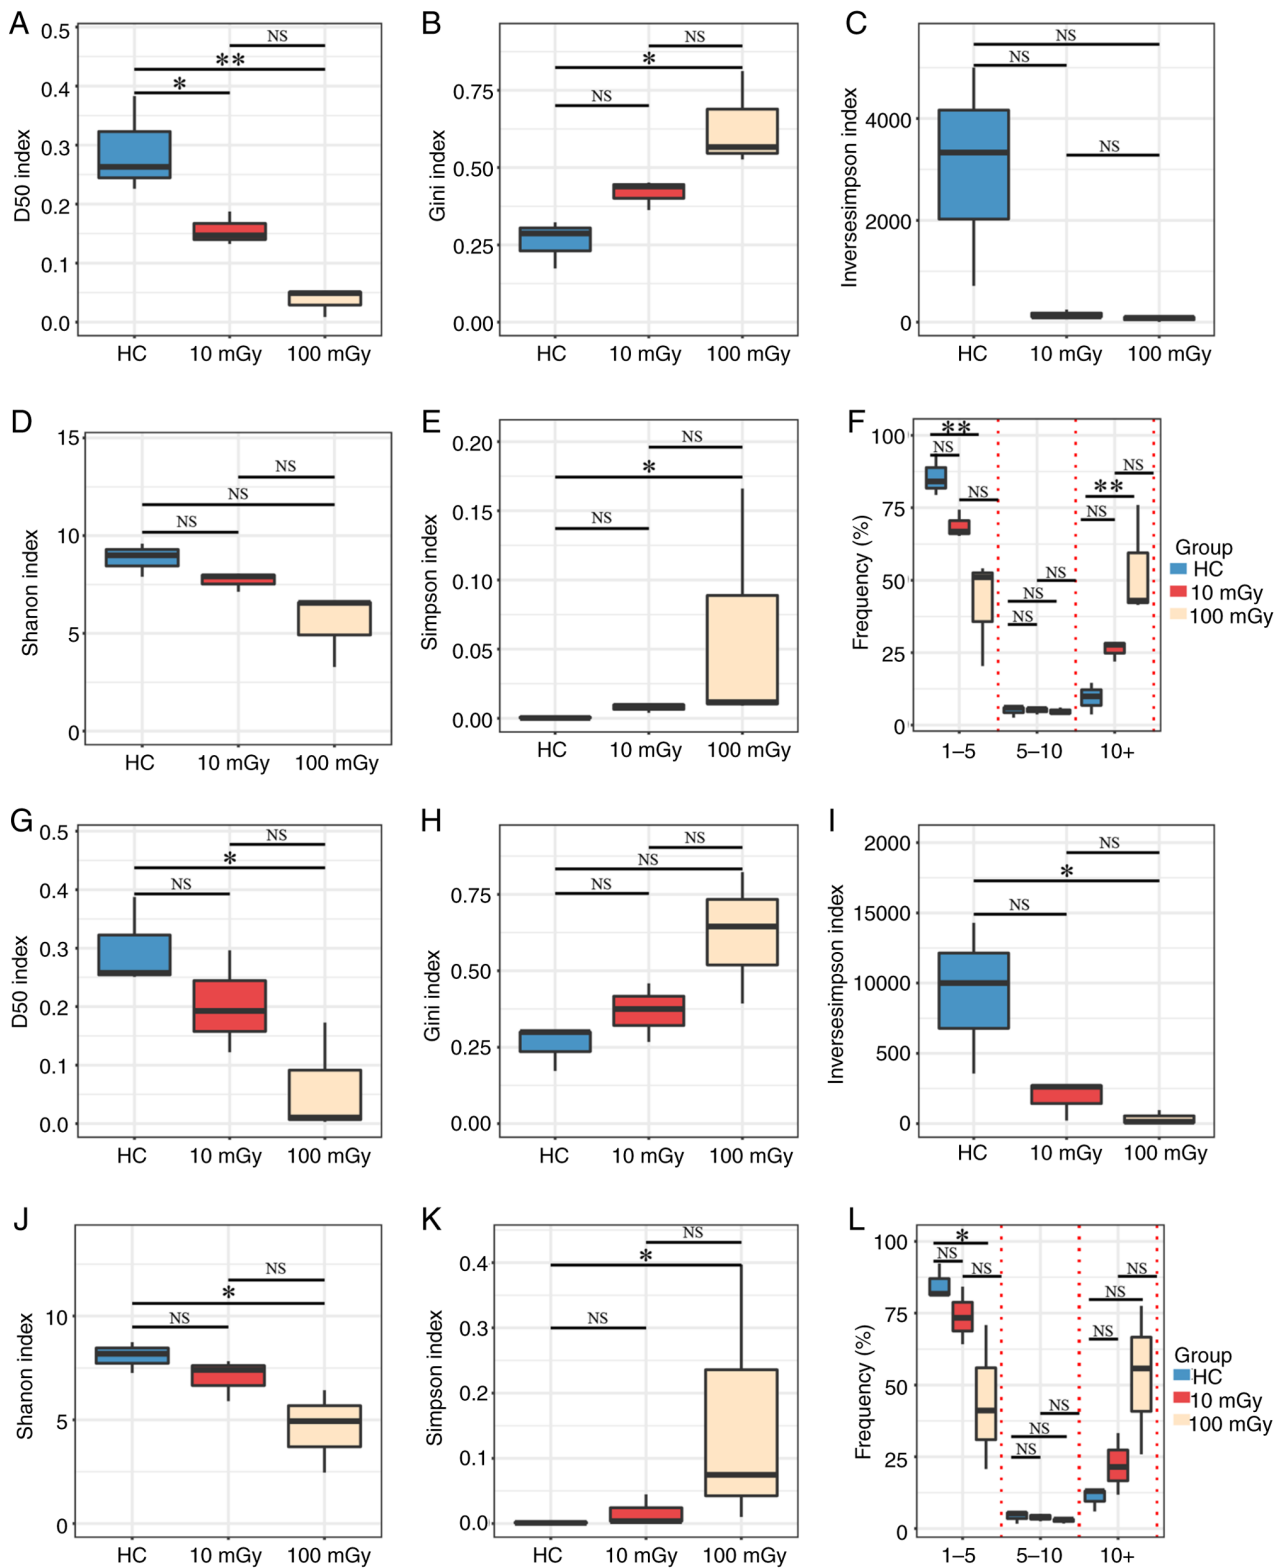 A
D50 index
0.5
0.4
0.3
0.2
0.1
0.0
NS
**
*
HC 10 mGy 100 mGy
B
Gini index
0.75
0.50
0.25
0.00
NS
*
NS
HC 10 mGy 100 mGy
C
Inversesimpson index
4000
2000
0
NS
NS
NS
HC 10 mGy 100 mGy
D
Shanon index
15
10
5
0
NS
NS
NS
HC 10 mGy 100 mGy
E
Simpson index
0.20
0.15
0.10
0.05
0.00
NS
*
NS
HC 10 mGy 100 mGy
F
Frequency (%)
100
75
50
25
0
**
NS
NS
NS
NS
NS
NS
**
NS
1–5 5–10 10+
Group
HC
10 mGy
100 mGy
G
D50 index
0.5
0.4
0.3
0.2
0.1
0.0
NS
*
NS
HC 10 mGy 100 mGy
H
Gini index
0.75
0.50
0.25
0.00
NS
NS
NS
HC 10 mGy 100 mGy
I
Inversesimpson index
2000
15000
10000
500
0
NS
*
NS
HC 10 mGy 100 mGy
J
Shanon index
10
5
0
NS
*
NS
HC 10 mGy 100 mGy
K
Simpson index
0.4
0.3
0.2
0.1
0.0
NS
*
NS
HC 10 mGy 100 mGy
L
Frequency (%)
100
75
50
25
0
*
NS
NS
NS
NS
NS
NS
NS
NS
1–5 5–10 10+
Group
HC
10 mGy
100 mGy